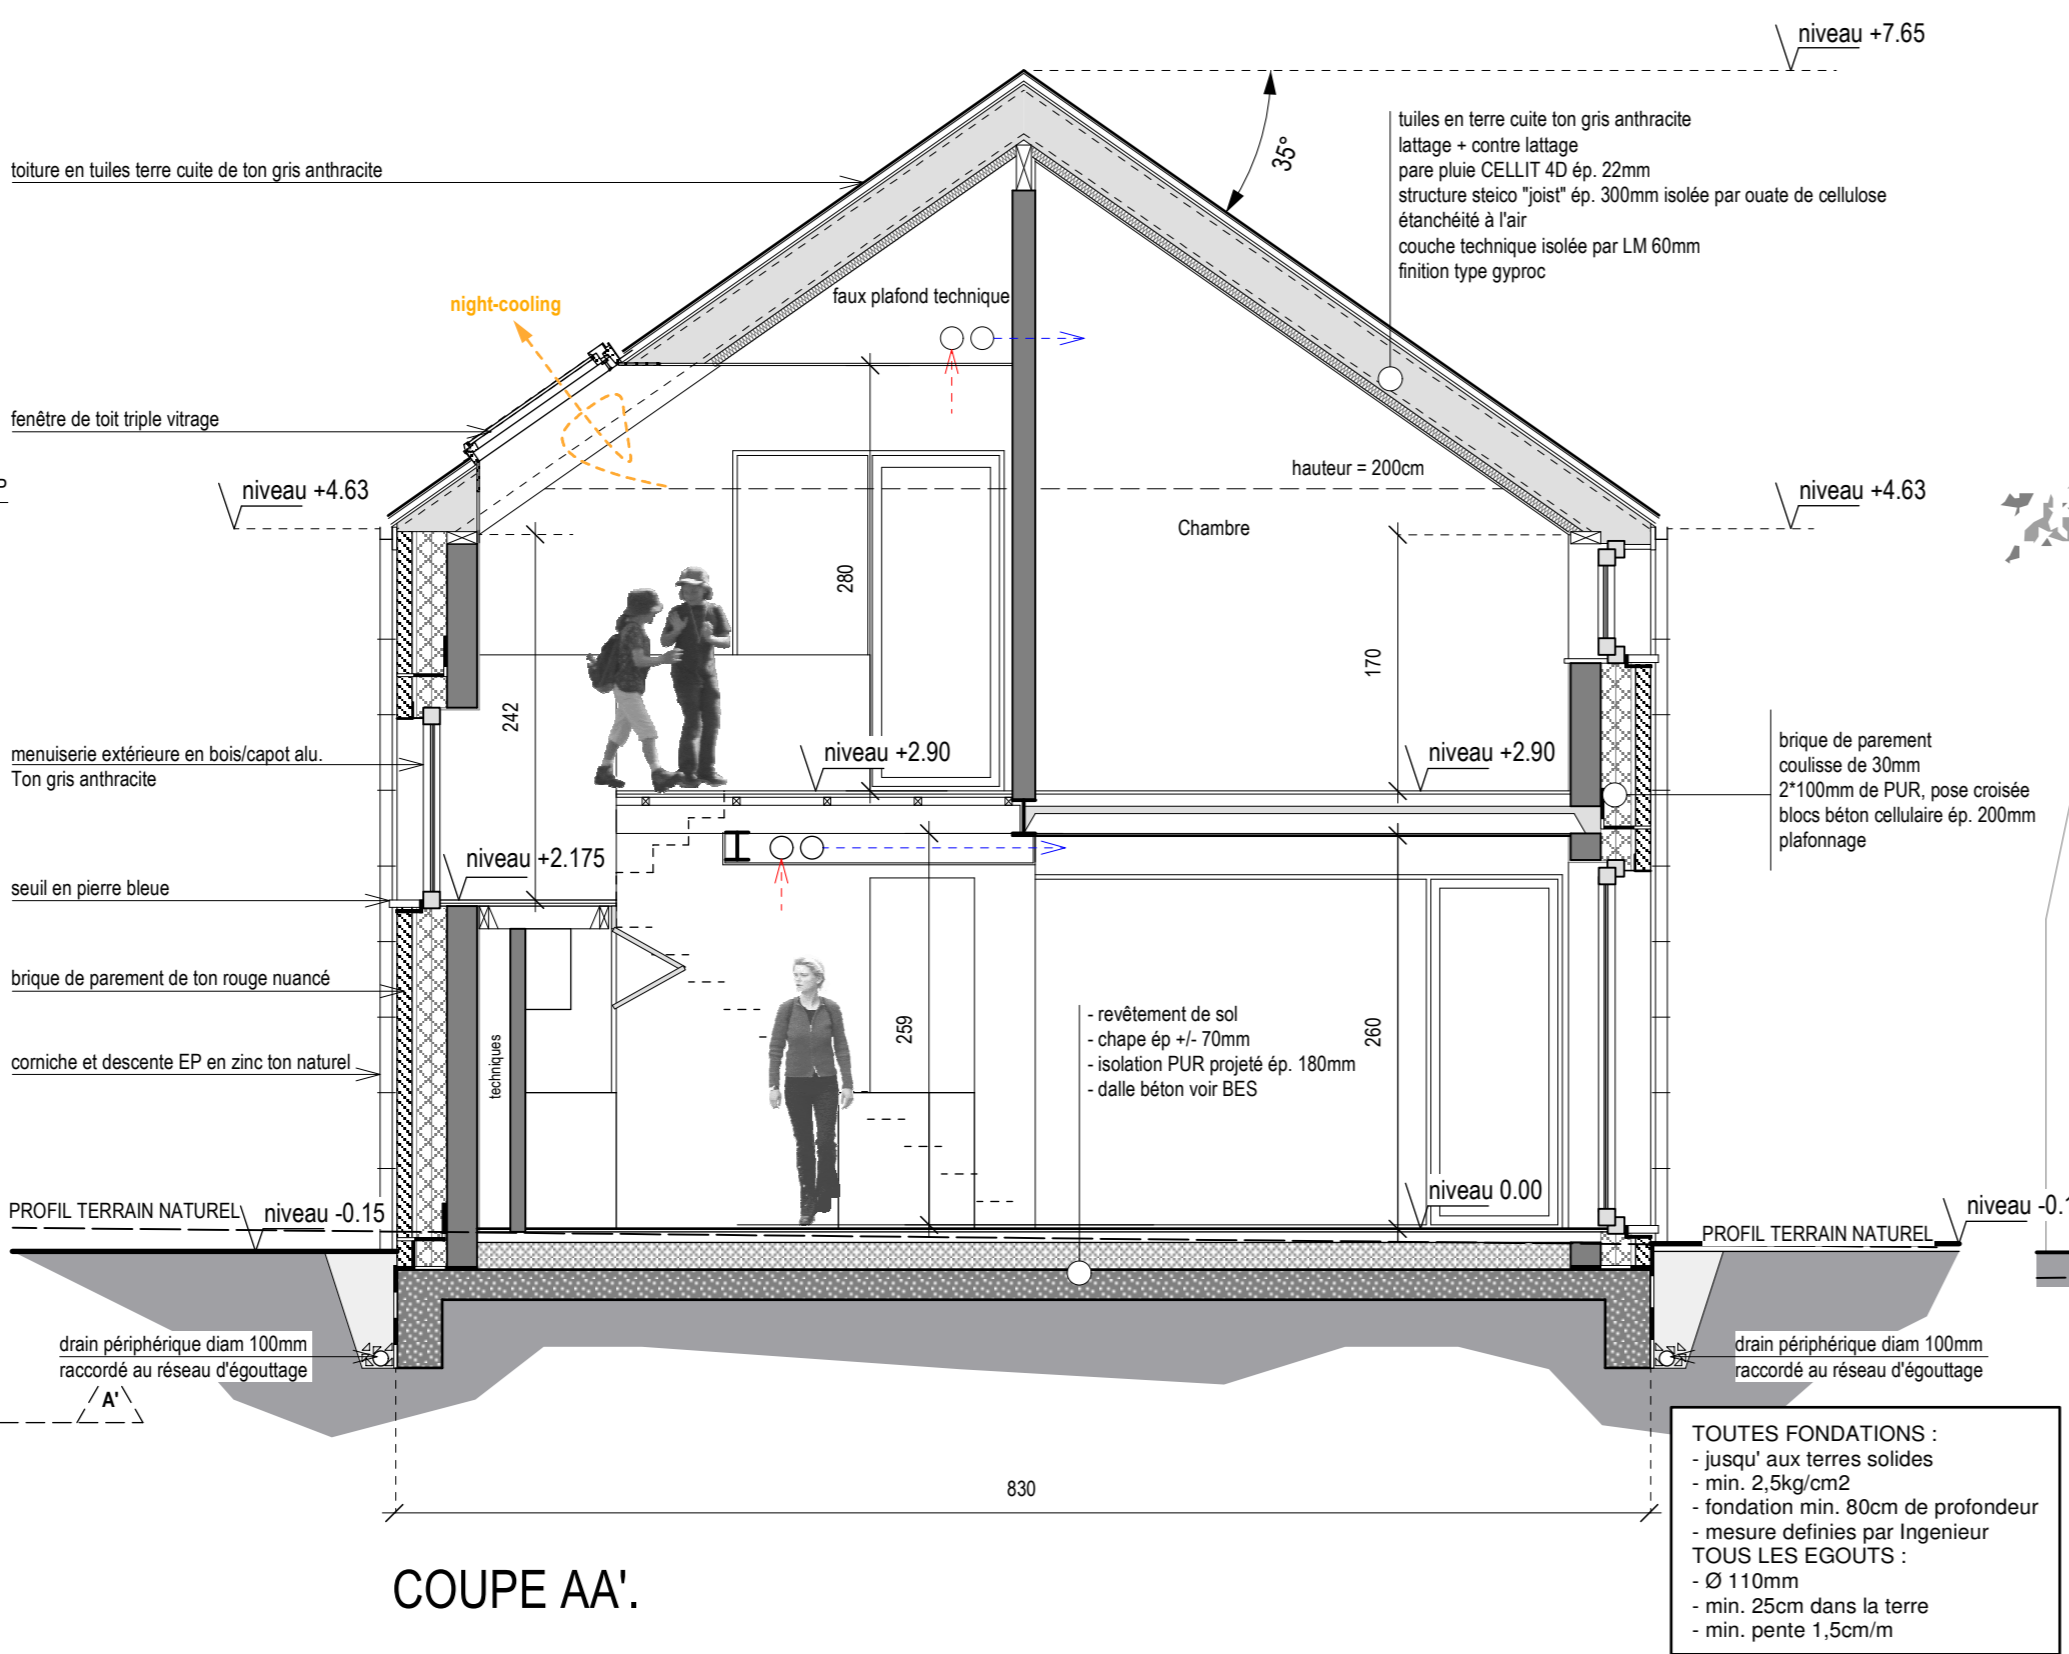 niveau +7.65
35°
tuiles en terre cuite ton gris anthracite
lattage + contre lattage
pare pluie CELLIT 4D ép. 22mm
structure steico "joist" ép. 300mm isolée par ouate de cellulose
étanchéité à l'air
couche technique isolée par LM 60mm
finition type gyproc
toiture en tuiles terre cuite de ton gris anthracite
night-cooling
faux plafond technique
fenêtre de toit triple vitrage
niveau +4.63
hauteur = 200cm
niveau +4.63
Chambre
280
170
242
menuiserie extérieure en bois/capot alu.
Ton gris anthracite
niveau +2.90
niveau +2.90
brique de parement
coulisse de 30mm
2*100mm de PUR, pose croisée
blocs béton cellulaire ép. 200mm
plafonnage
niveau +2.175
seuil en pierre bleue
brique de parement de ton rouge nuancé
corniche et descente EP en zinc ton naturel
techniques
259
- revêtement de sol
- chape ép +/- 70mm
- isolation PUR projeté ép. 180mm
- dalle béton voir BES
260
niveau 0.00
PROFIL TERRAIN NATUREL
niveau -0.15
PROFIL TERRAIN NATUREL
niveau -0.1
drain périphérique diam 100mm
raccordé au réseau d'égouttage
A'
drain périphérique diam 100mm
raccordé au réseau d'égouttage
830
TOUTES FONDATIONS :
- jusqu' aux terres solides
- min. 2,5kg/cm2
- fondation min. 80cm de profondeur
- mesure definies par Ingenieur
TOUS LES EGOUTS :
- Ø 110mm
- min. 25cm dans la terre
- min. pente 1,5cm/m
COUPE AA'.